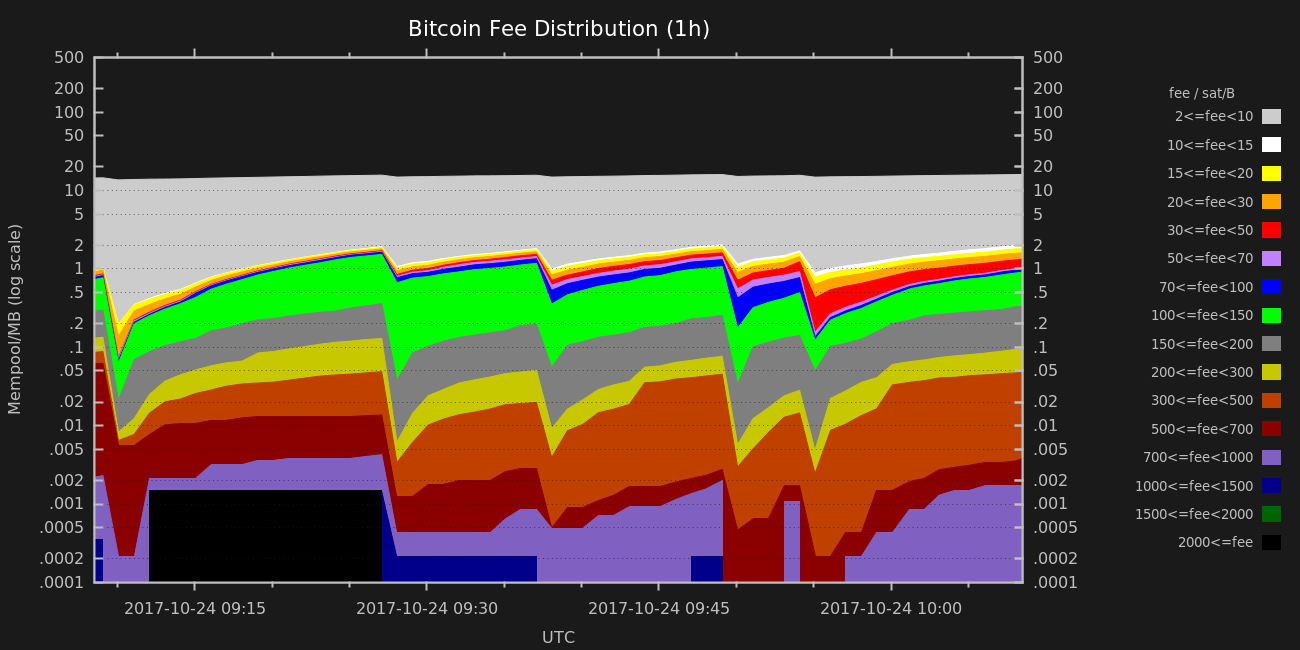 Bitcoin Fee Distribution (1h)
Mempool/MB (log scale)
500
200
100
50
20
10
5
2
1
.5
.2
.1
.05
.02
.01
.005
.002
.001
.0005
.0002
.0001
500
200
100
50
20
10
5
2
1
.5
.2
.1
.05
.02
.01
.005
.002
.001
.0005
.0002
.0001
fee / sat/B
2<=fee<10
10<=fee<15
15<=fee<20
20<=fee<30
30<=fee<50
50<=fee<70
70<=fee<100
100<=fee<150
150<=fee<200
200<=fee<300
300<=fee<500
500<=fee<700
700<=fee<1000
1000<=fee<1500
1500<=fee<2000
2000<=fee
2017-10-24 09:15
2017-10-24 09:30
2017-10-24 09:45
2017-10-24 10:00
UTC